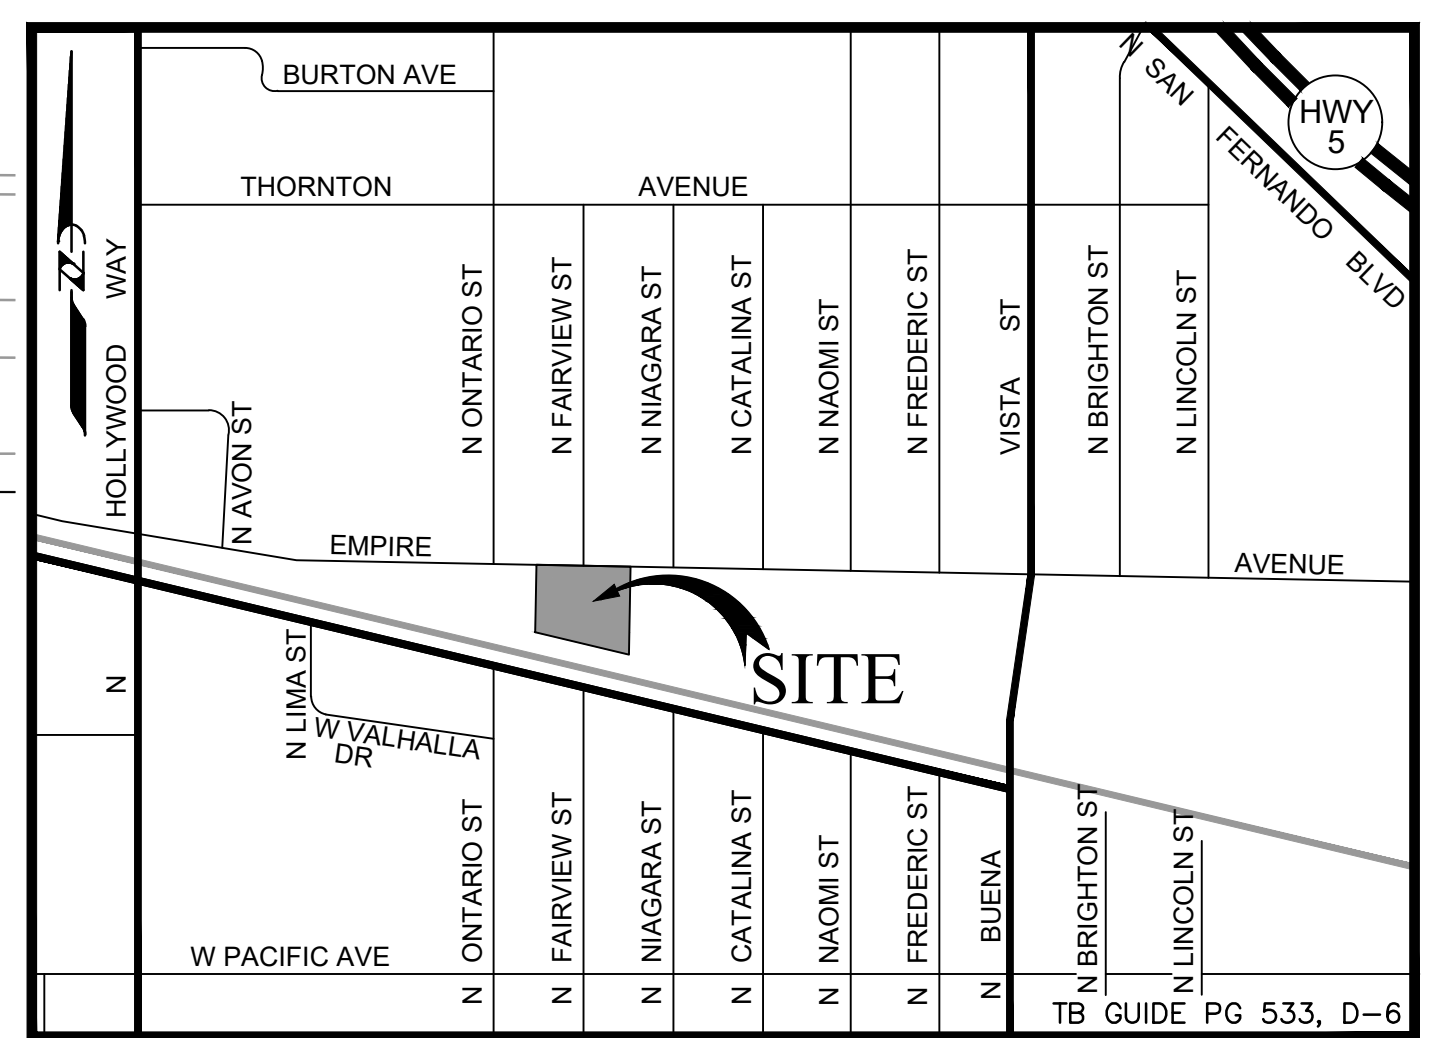 BURTON AVE
N SAN FERNANDO BLVD
HWY
5
THORNTON AVENUE
N HOLLYWOOD WAY
N AVON ST
N ONTARIO ST
N FAIRVIEW ST
N NIAGARA ST
N CATALINA ST
N NAOMI ST
N FREDERIC ST
N BUENA VISTA ST
N BRIGHTON ST
N LINCOLN ST
EMPIRE AVENUE
SITE
N LIMA ST
W VALHALLA
DR
N ONTARIO ST
N FAIRVIEW ST
N NIAGARA ST
N CATALINA ST
N NAOMI ST
N FREDERIC ST
N BRIGHTON ST
N LINCOLN ST
W PACIFIC AVE
TB GUIDE PG 533, D-6